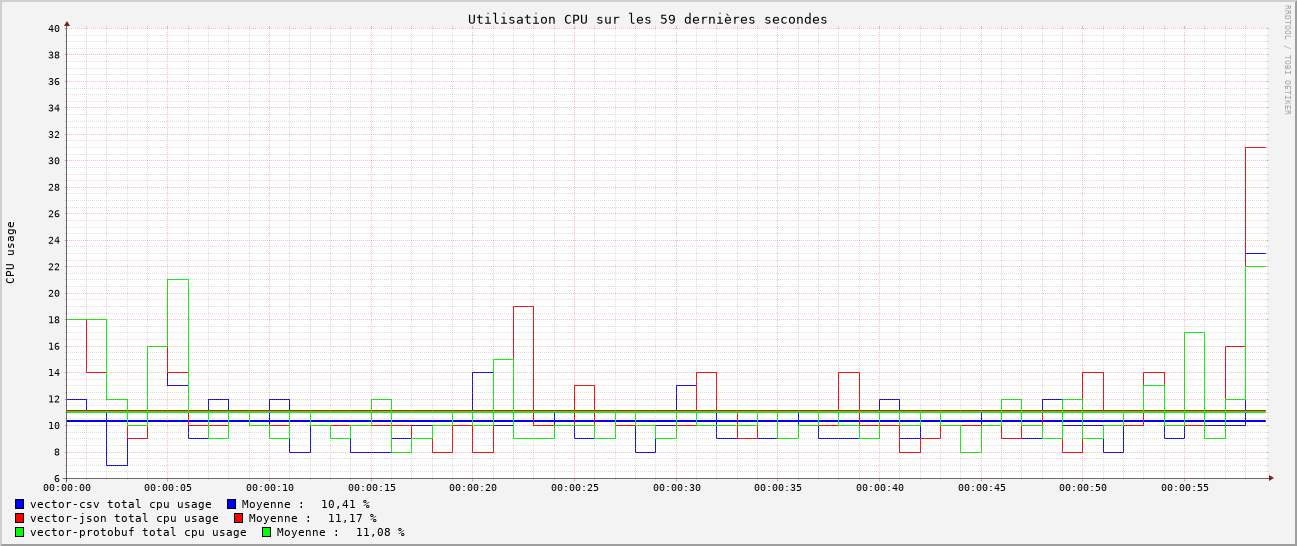 Utilisation CPU sur les 59 dernières secondes
RRDTOOL / TOBI OETIKER
CPU usage
40
38
36
34
32
30
28
26
24
22
20
18
16
14
12
10
8
6
00:00:00 00:00:05 00:00:10 00:00:15 00:00:20 00:00:25 00:00:30 00:00:35 00:00:40 00:00:45 00:00:50 00:00:55
vector-csv total cpu usage Moyenne : 10,41 %
vector-json total cpu usage Moyenne : 11,17 %
vector-protobuf total cpu usage Moyenne : 11,08 %